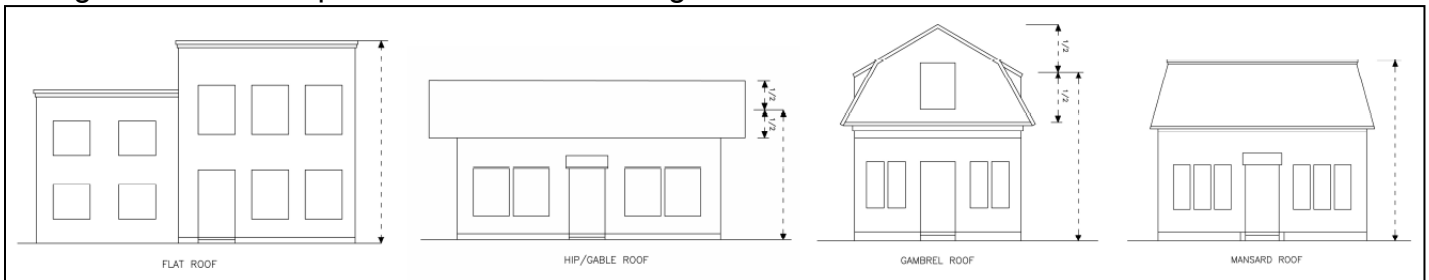 1/2
1/2
1/2
1/2
FLAT ROOF
HIP/GABLE ROOF
GAMBREL ROOF
MANSARD ROOF